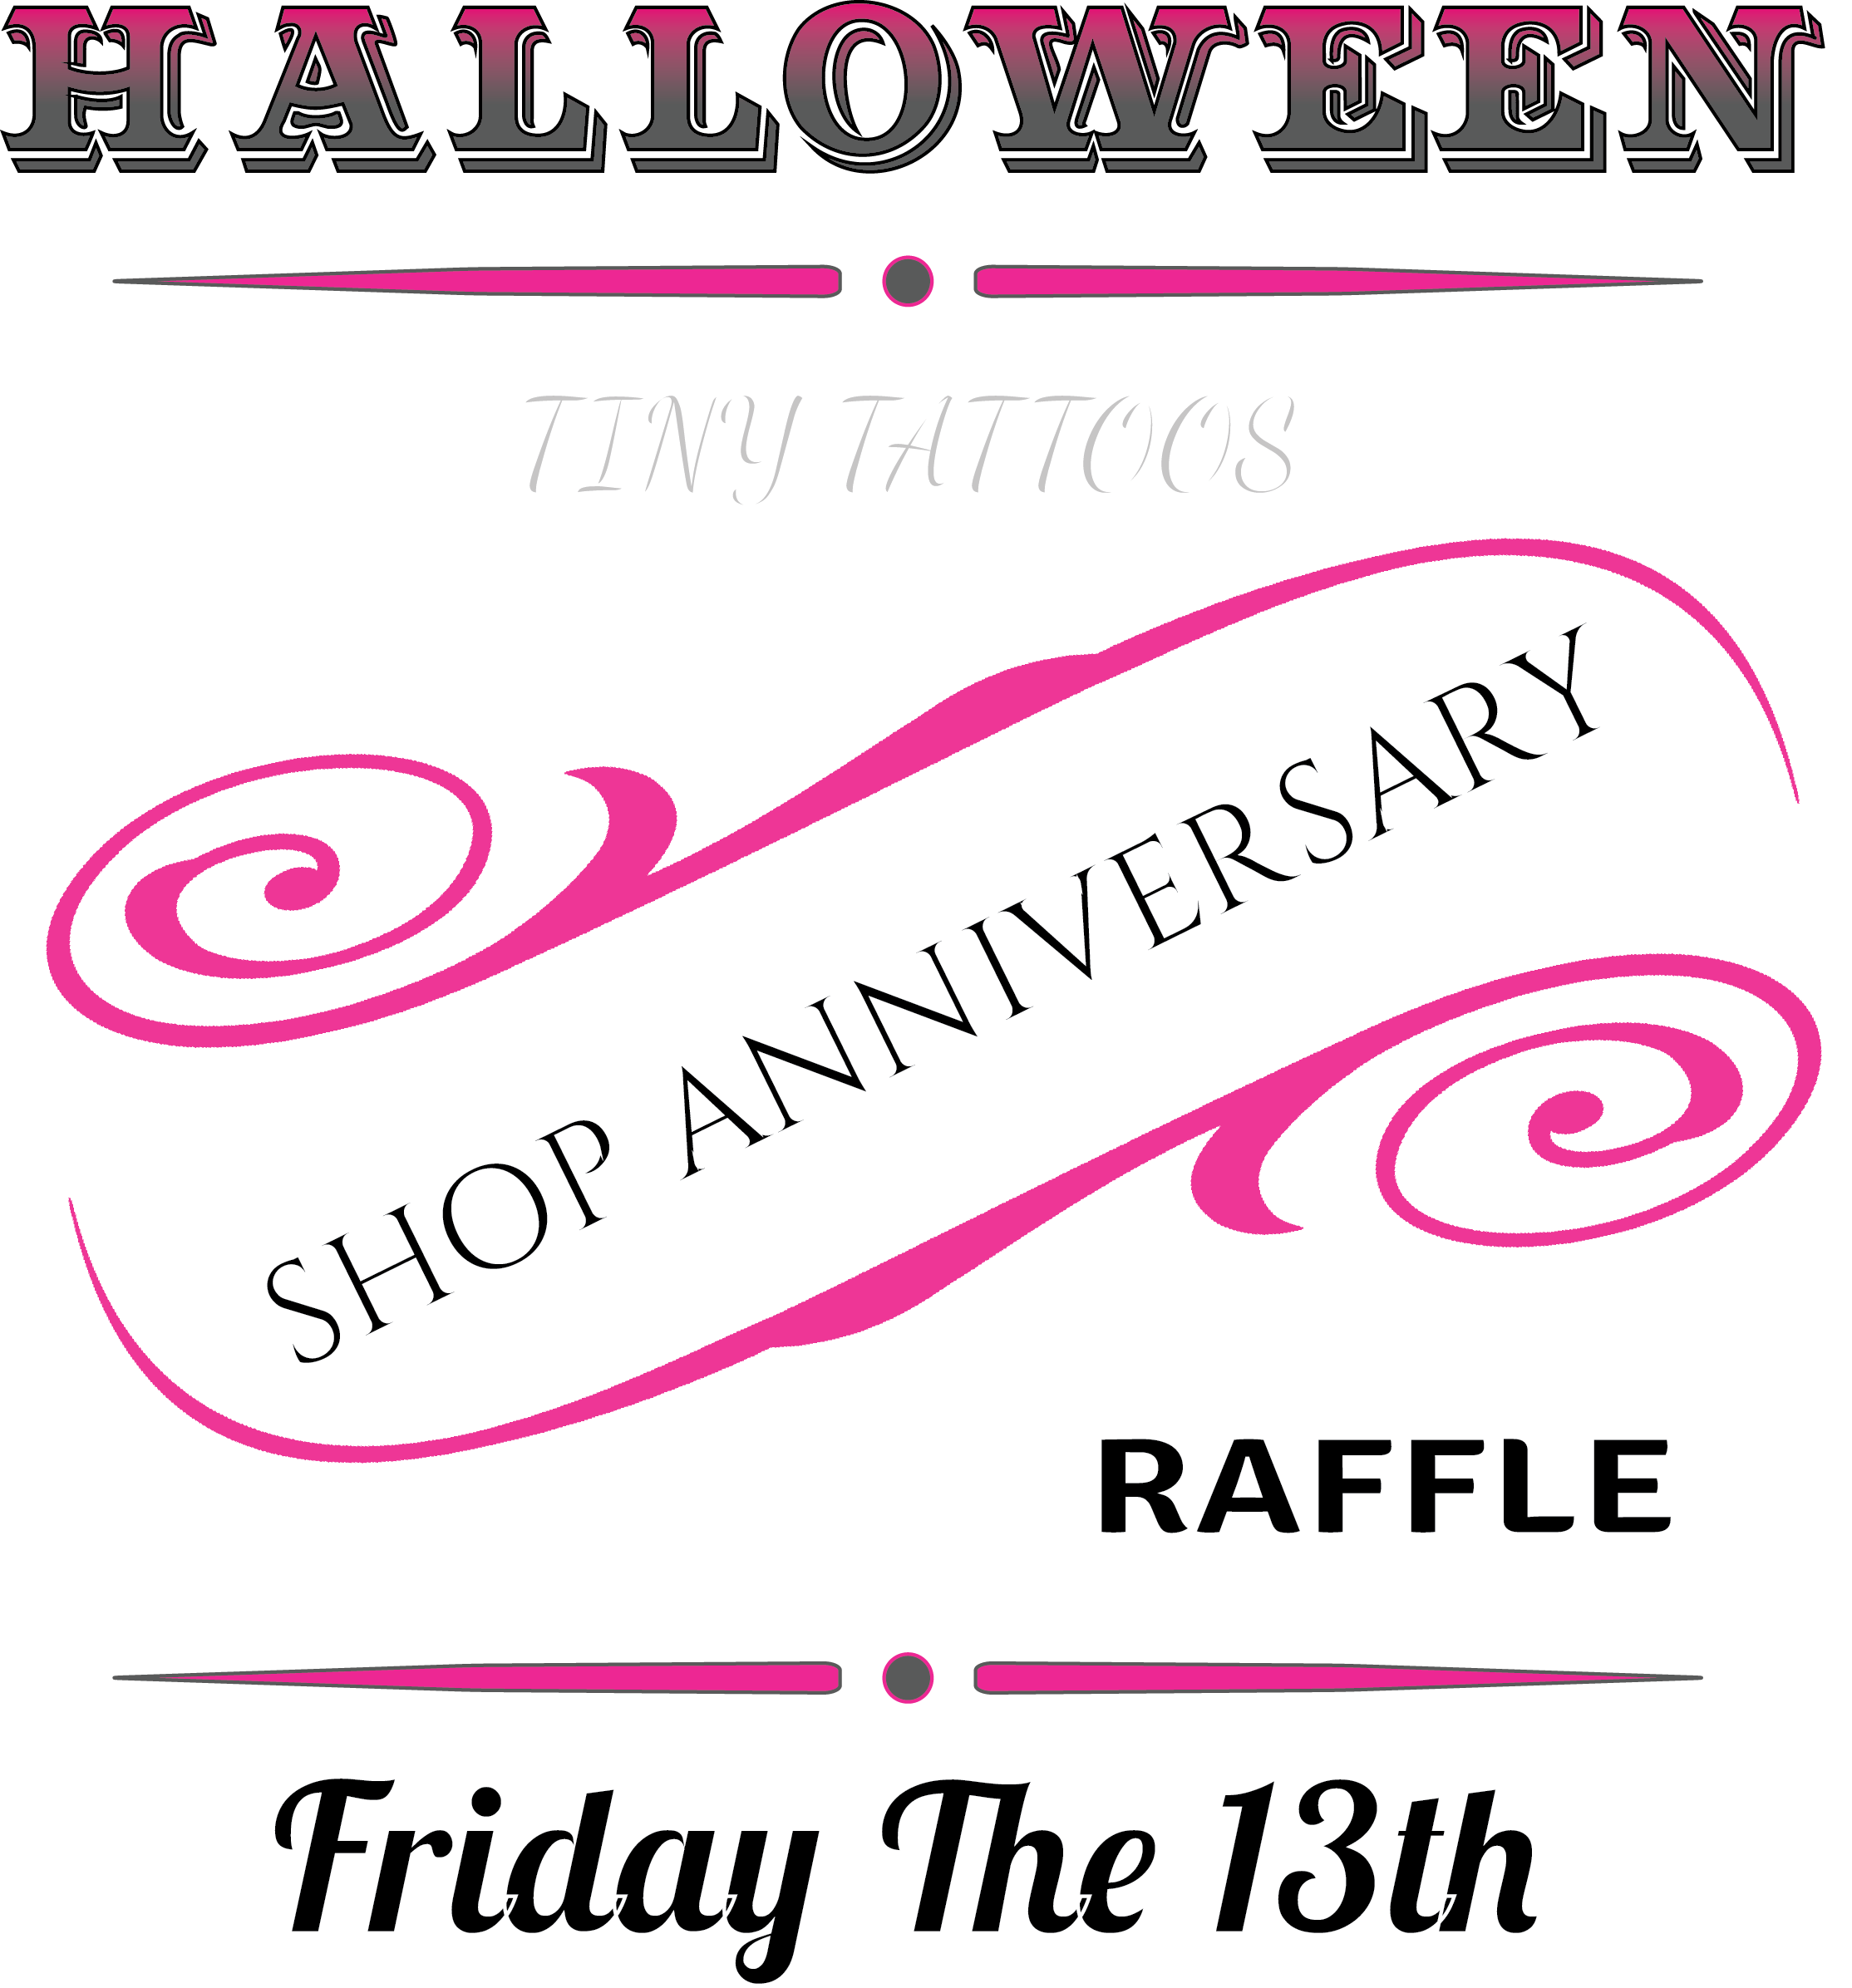 HALLOWEEN
TINY TATTOOS
SHOP ANNIVERSARY
RAFFLE
Friday The 13th